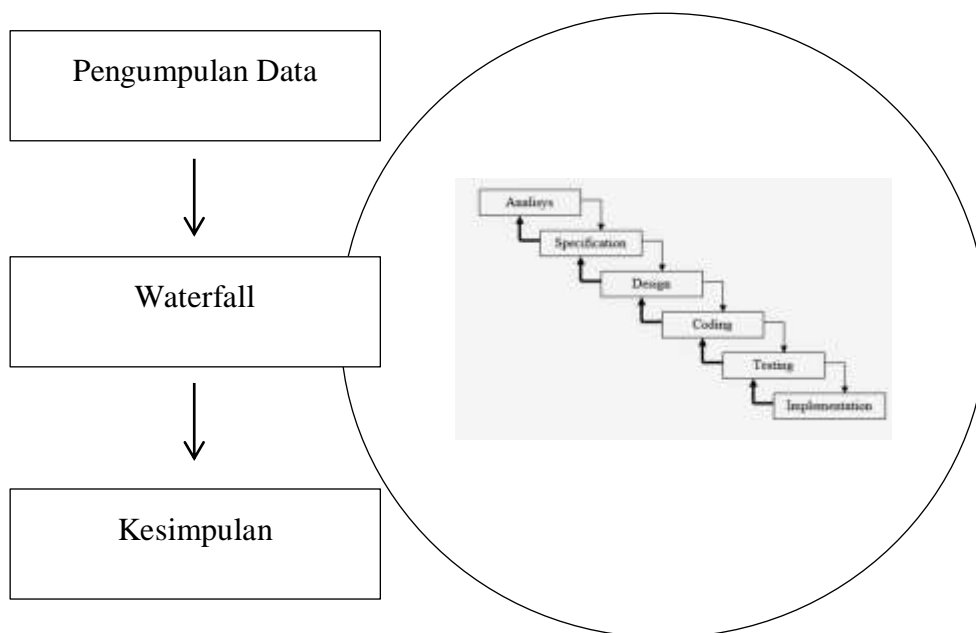 Pengumpulan Data
Waterfall
Kesimpulan
Analisys
Specification
Design
Coding
Testing
Implementation